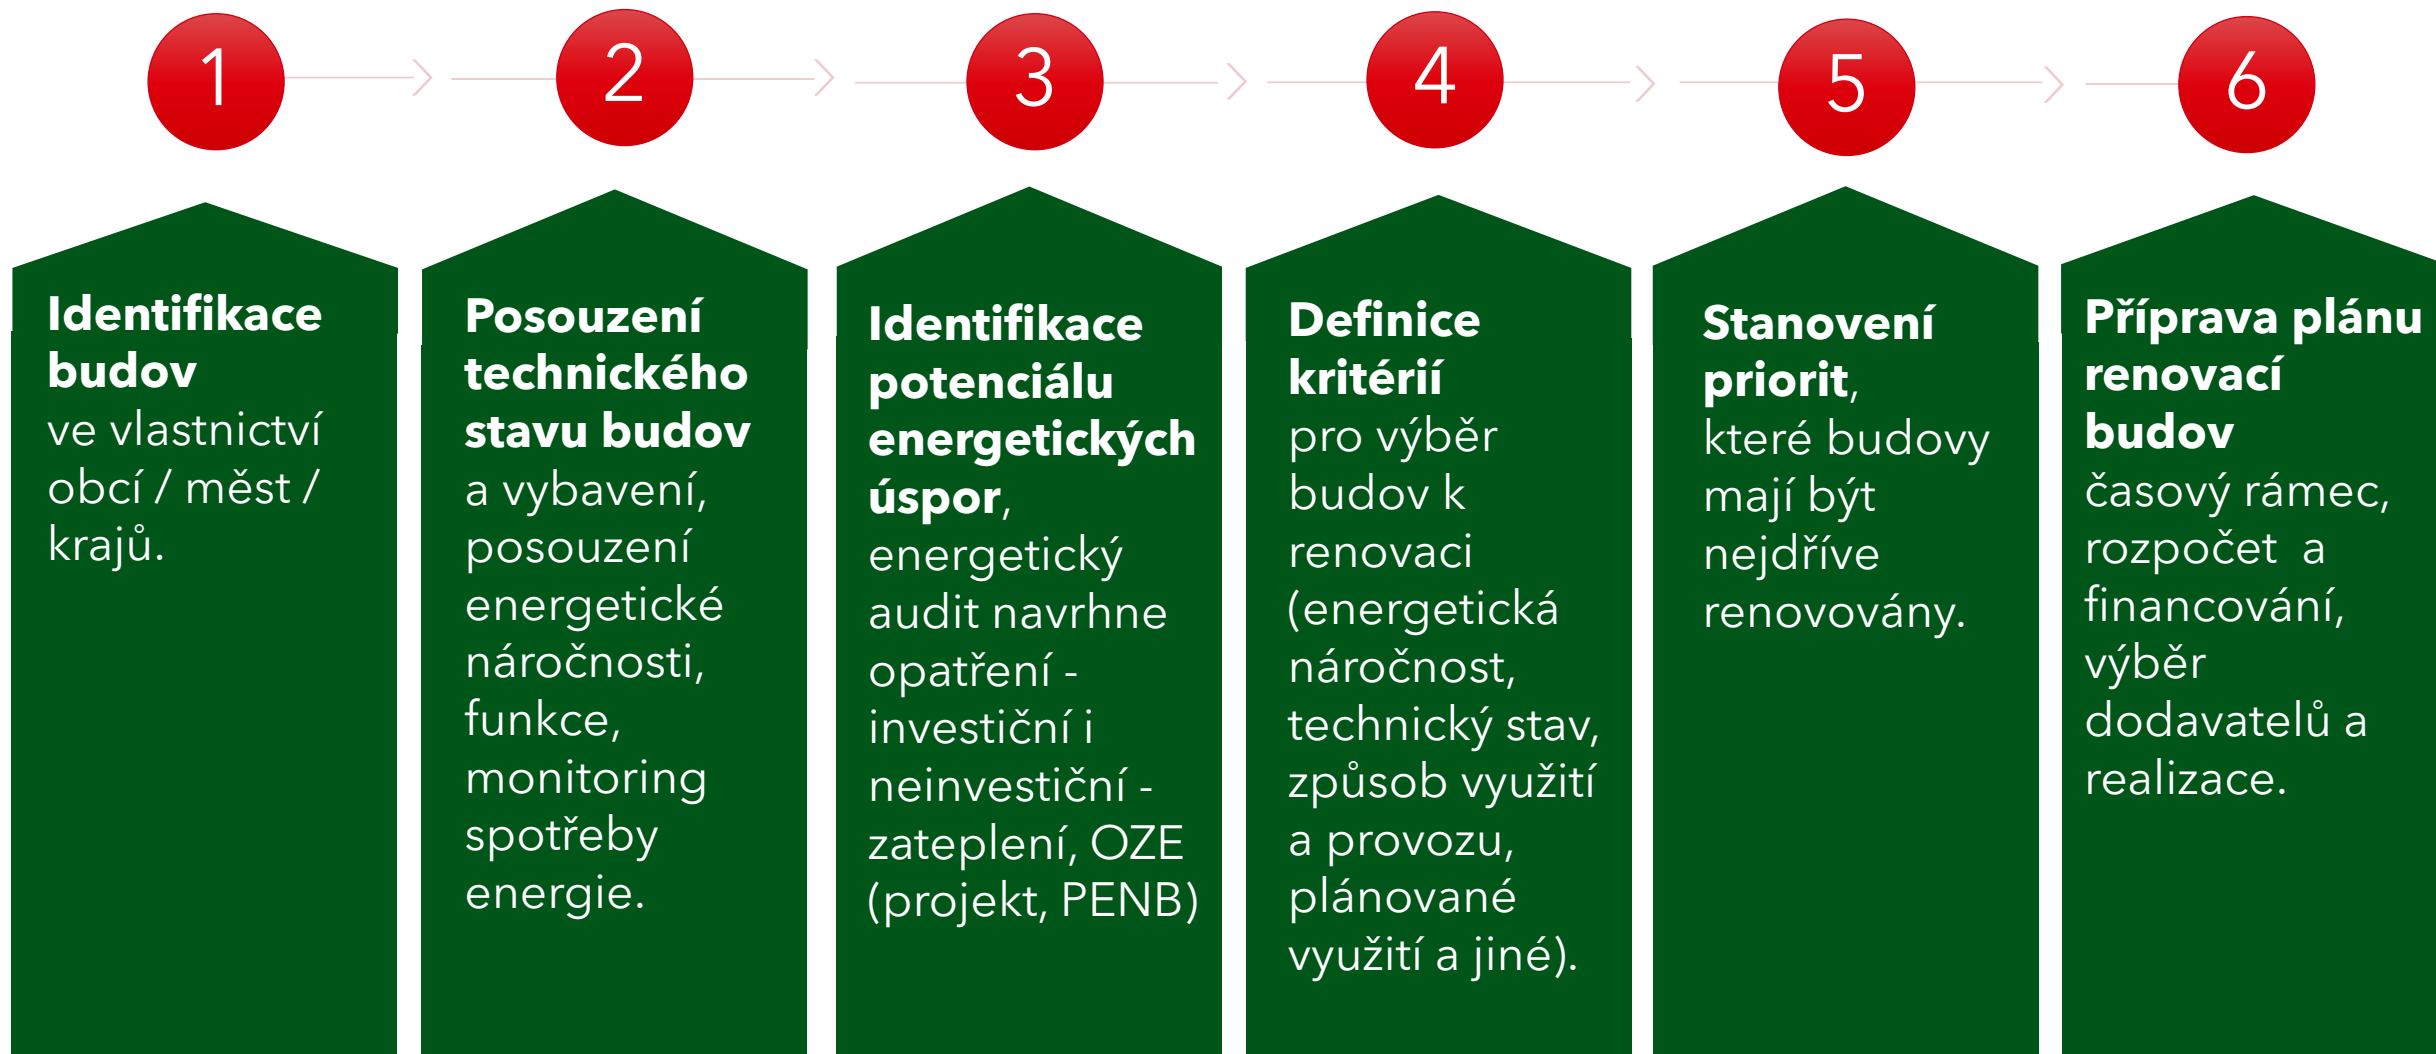 1
2
3
4
5
6
Identifikace
budov
ve vlastnictví
obcí / měst /
krajů.
Posouzení
technického
stavu budov
a vybavení,
posouzení
energetické
náročnosti,
funkce,
monitoring
spotřeby
energie.
Identifikace
potenciálu
energetických
úspor,
energetický
audit navrhne
opatření -
investiční i
neinvestiční -
zateplení, OZE
(projekt, PENB)
Definice
kritérií
pro výběr
budov k
renovaci
(energetická
náročnost,
technický stav,
způsob využití
a provozu,
plánované
využití a jiné).
Stanovení
priorit,
které budovy
mají být
nejdříve
renovovány.
Příprava plánu
renovací
budov
časový rámec,
rozpočet  a
financování,
výběr
dodavatelů a
realizace.